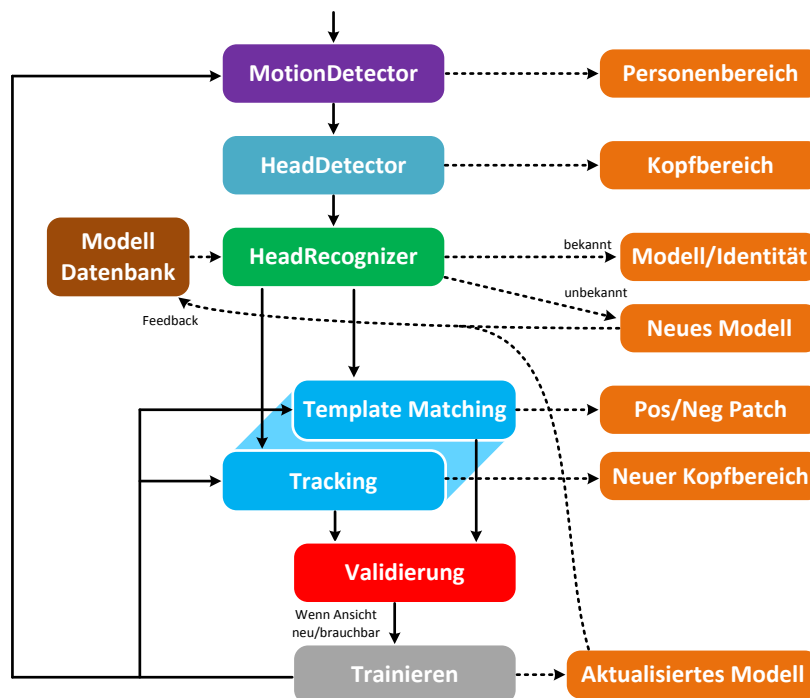 MotionDetector
Personenbereich
HeadDetector
Kopfbereich
Modell
Datenbank
HeadRecognizer
bekannt
Modell/Identität
unbekannt
Feedback
Neues Modell
Template Matching
Pos/Neg Patch
Tracking
Neuer Kopfbereich
Validierung
Wenn Ansicht
neu/brauchbar
Trainieren
Aktualisiertes Modell